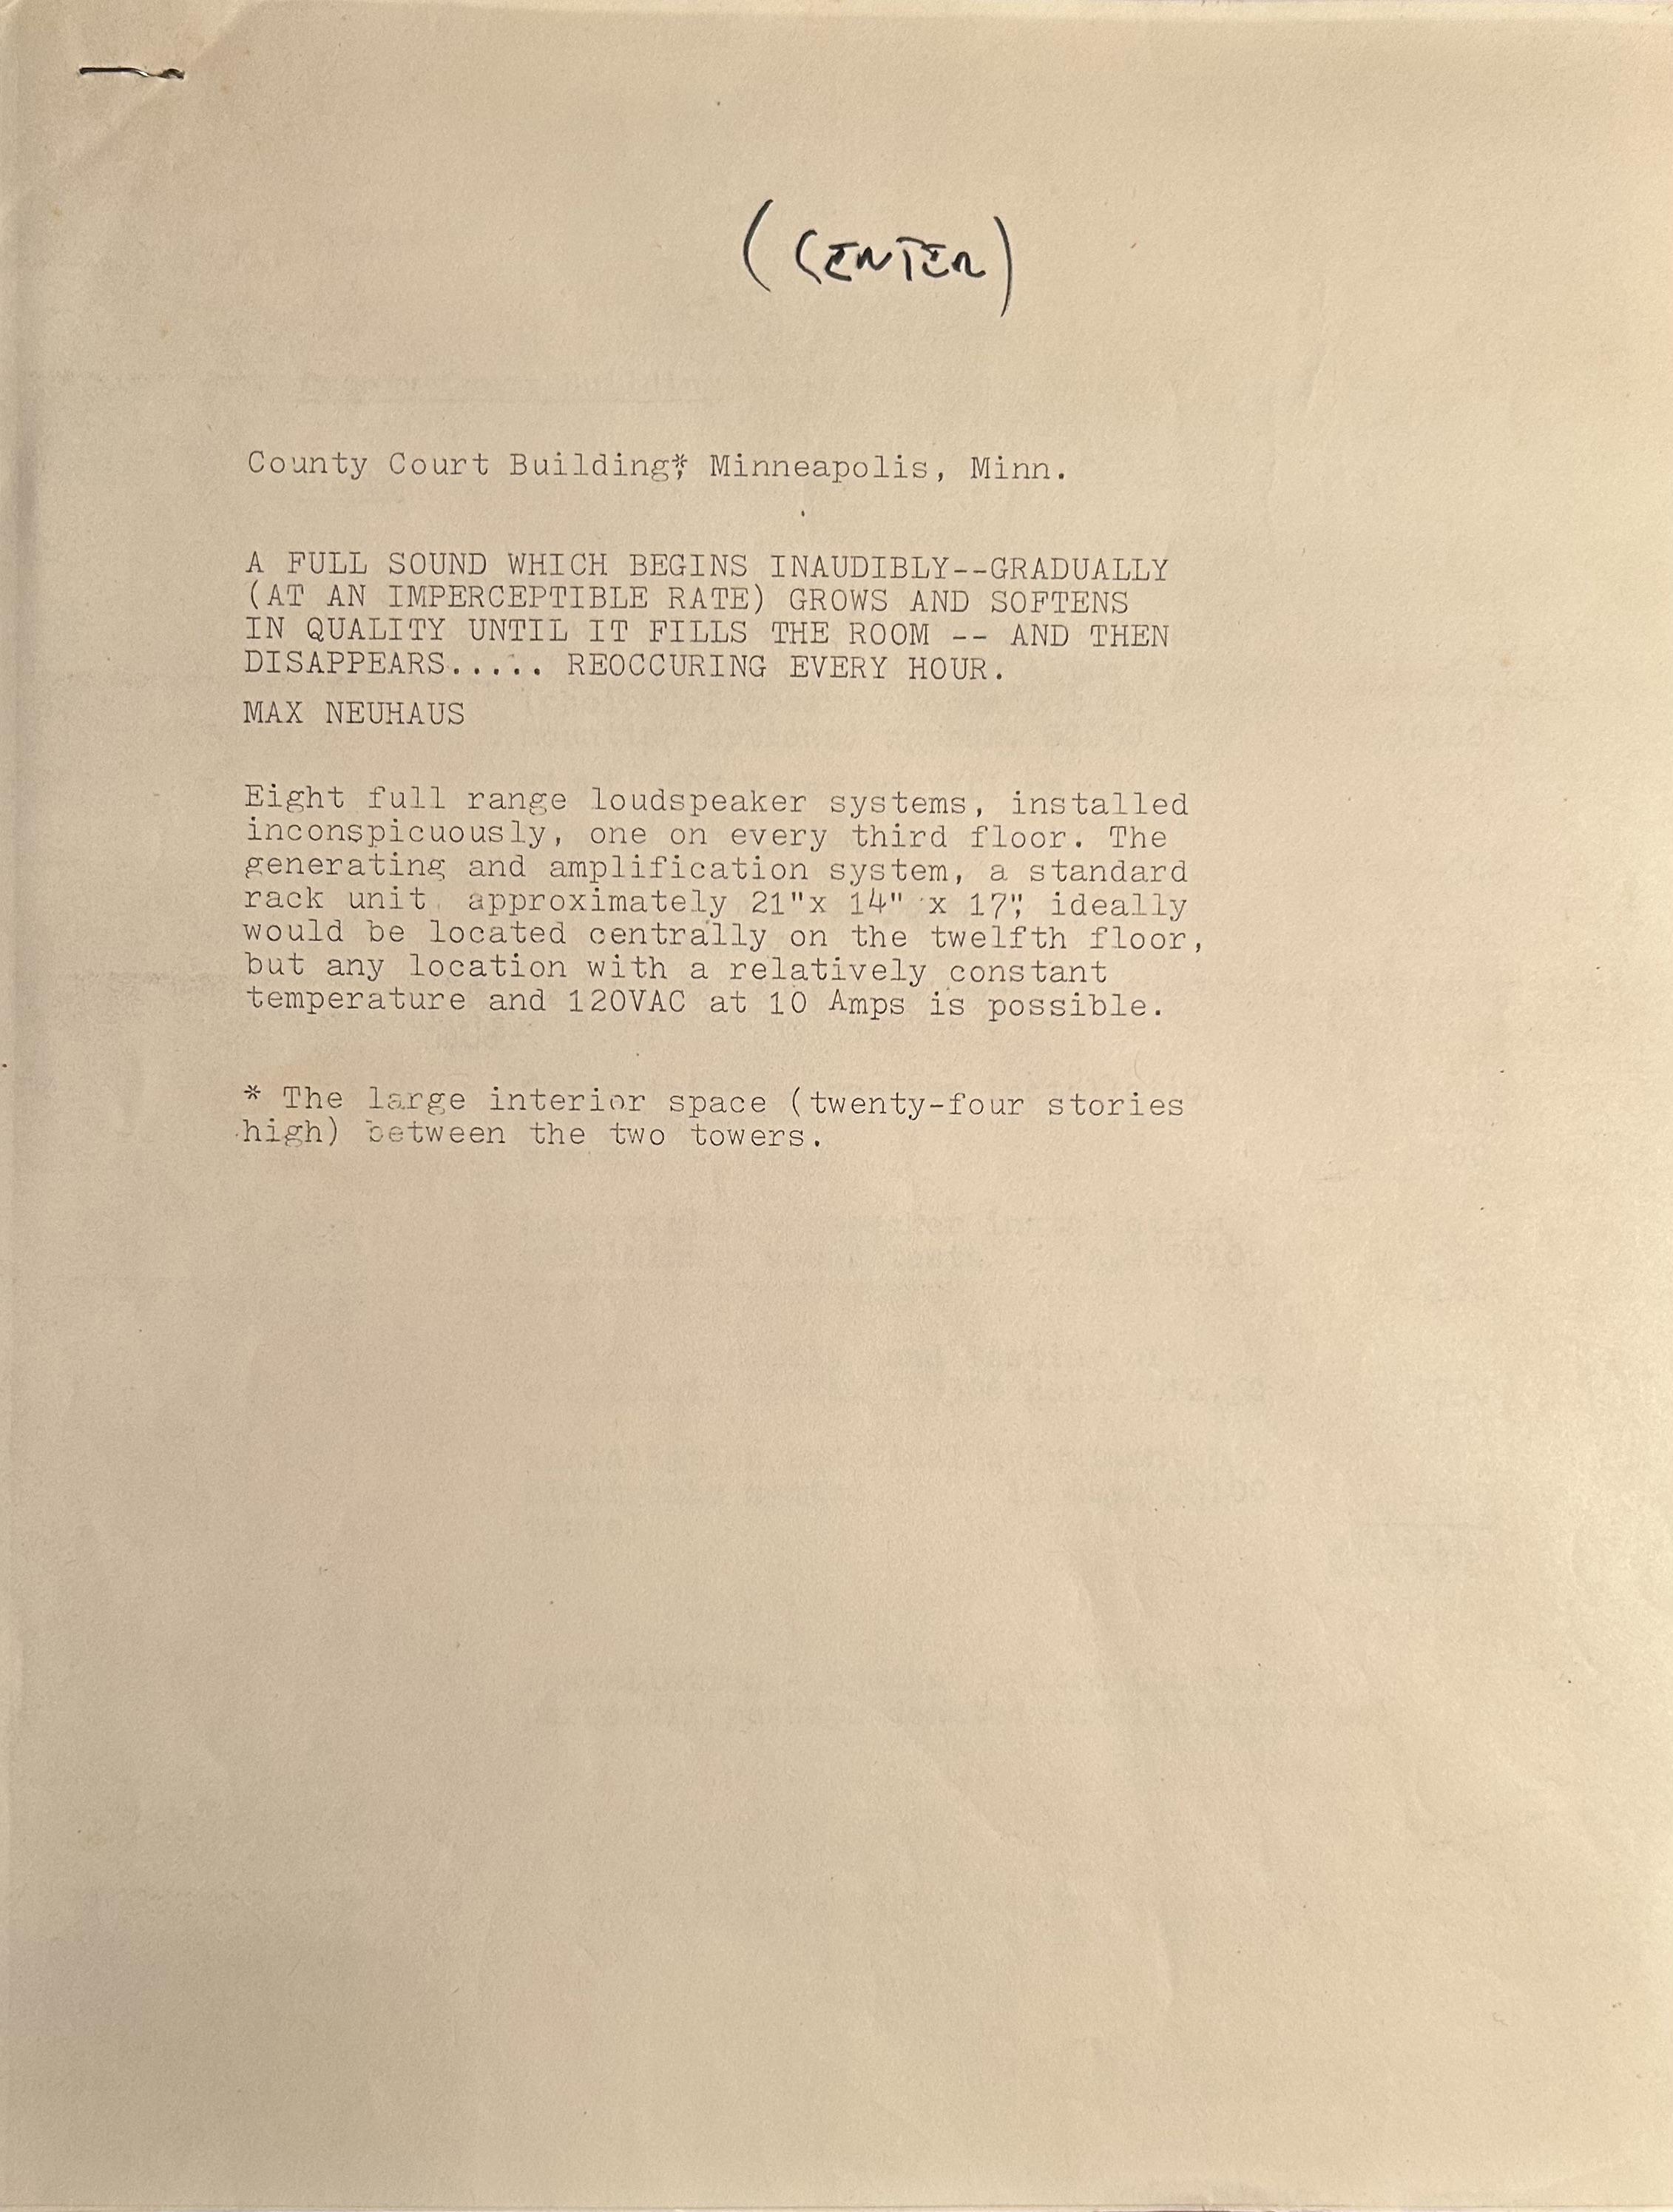 (CENTER)
County Court Building*, Minneapolis, Minn.
A FULL SOUND WHICH BEGINS INAUDIBLY--GRADUALLY
(AT AN IMPERCEPTIBLE RATE) GROWS AND SOFTENS
IN QUALITY UNTIL IT FILLS THE ROOM -- AND THEN
DISAPPEARS..... REOCCURING EVERY HOUR.
MAX NEUHAUS
Eight full range loudspeaker systems, installed
inconspicuously, one on every third floor. The
generating and amplification system, a standard
rack unit approximately 21"x 14" x 17", ideally
would be located centrally on the twelfth floor,
but any location with a relatively constant
temperature and 120VAC at 10 Amps is possible.
* The large interior space (twenty-four stories
high) between the two towers.